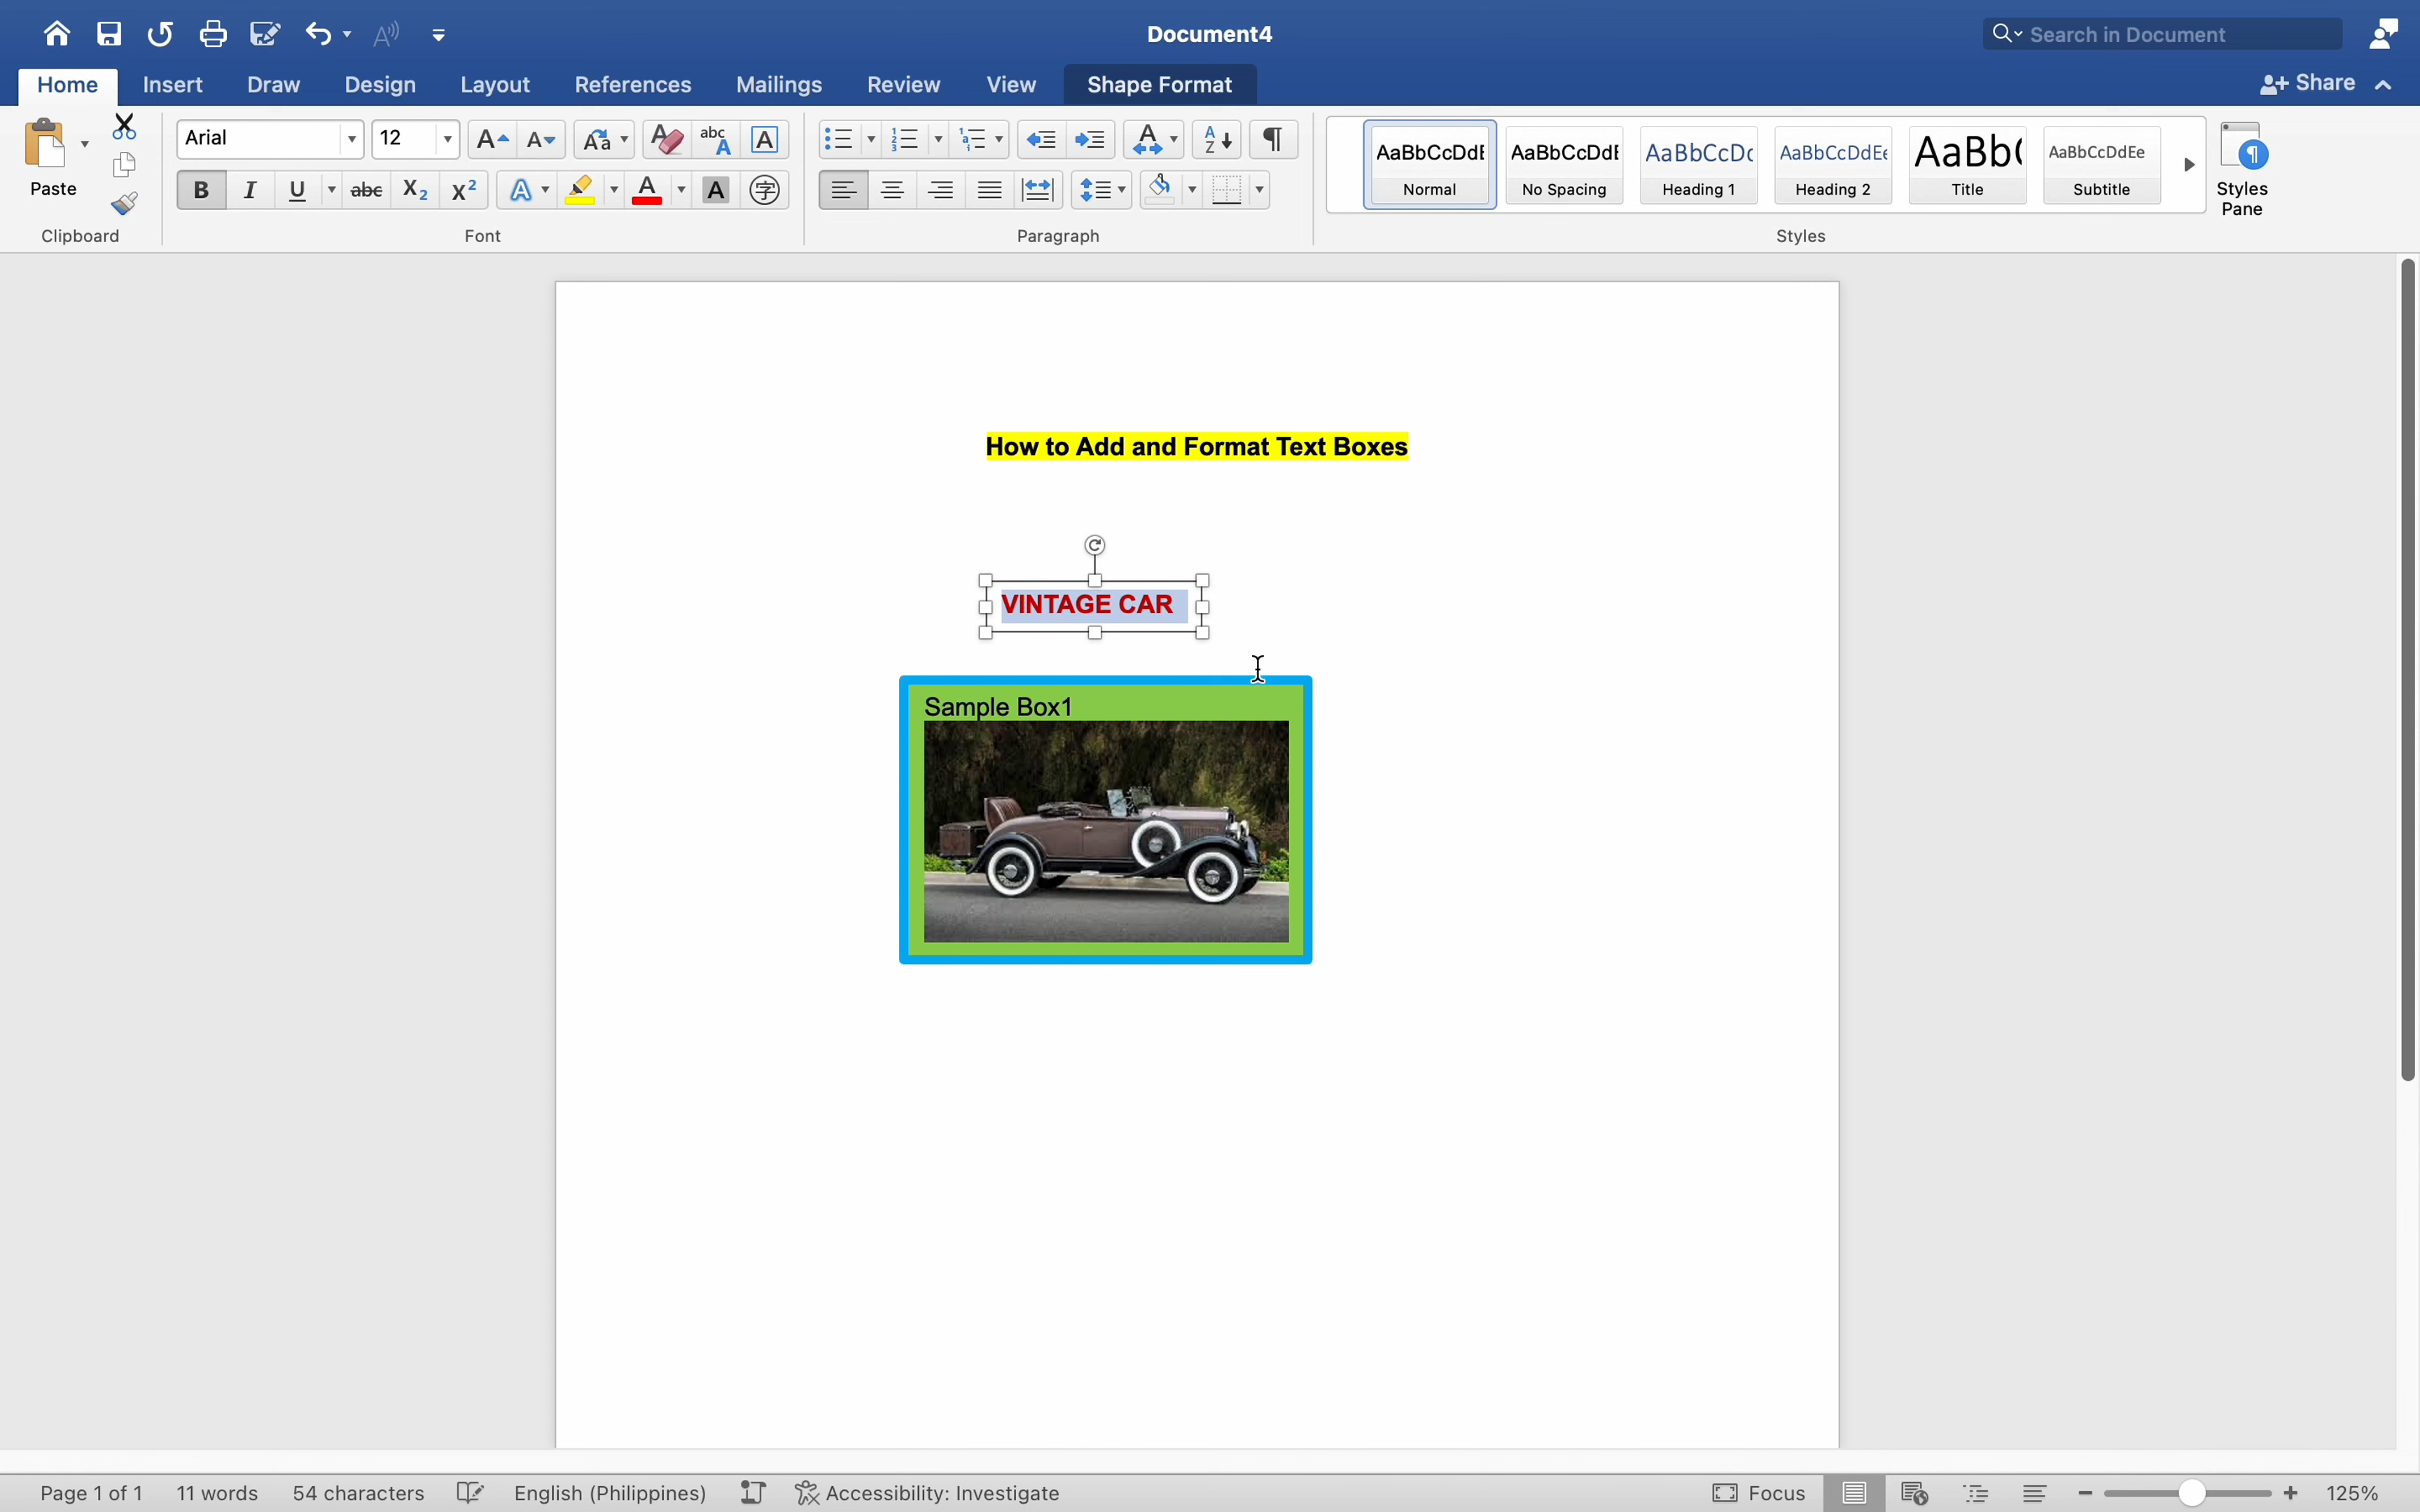 Document4
Search in Document
Home Insert Draw Design Layout References Mailings Review View Shape Format Share
Paste
Clipboard
Arial 12
Font
Paragraph
AaBbCcDdE AaBbCcDdE AaBbCcDc AaBbCcDdEe AaBb( AaBbCcDdEe
Normal No Spacing Heading 1 Heading 2 Title Subtitle
Styles
Styles
Pane
How to Add and Format Text Boxes
VINTAGE CAR
Sample Box1
Page 1 of 1 11 words 54 characters English (Philippines) Accessibility: Investigate Focus 125%